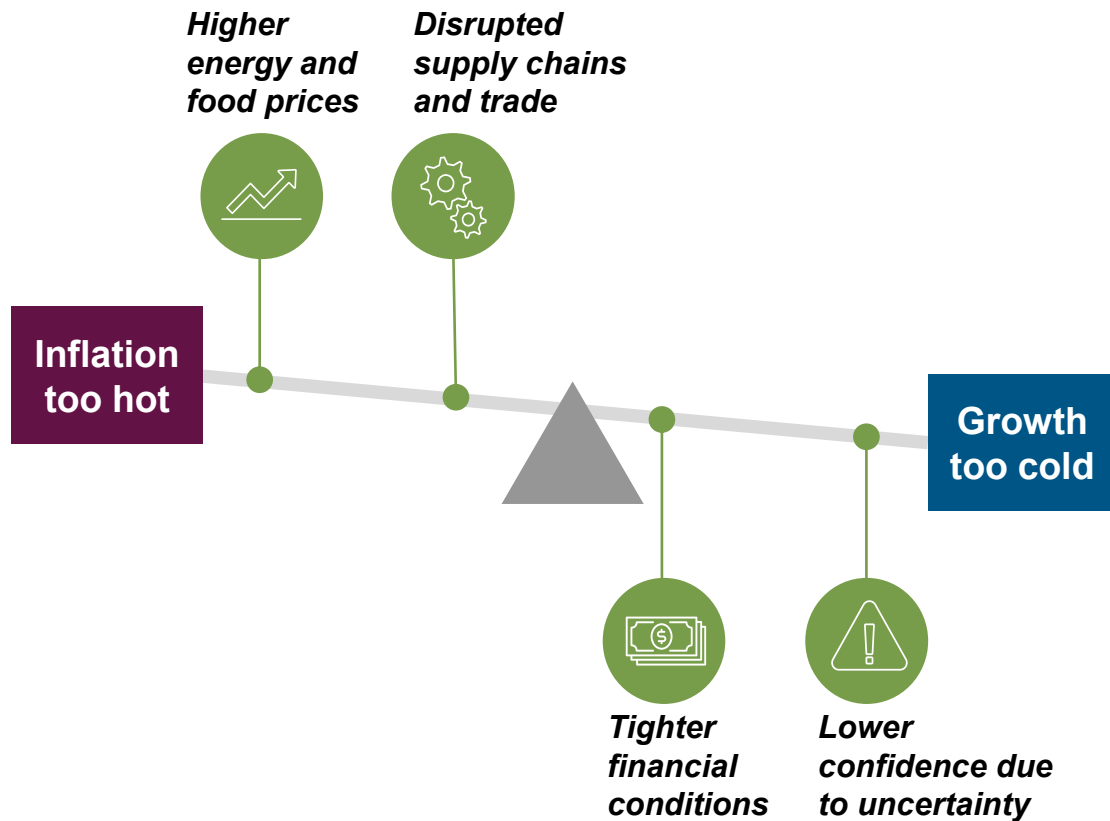 Higher
energy and
food prices
Disrupted
supply chains
and trade
Inflation
too hot
Growth
too cold
$
!
Tighter
financial
conditions
Lower
confidence due
to uncertainty